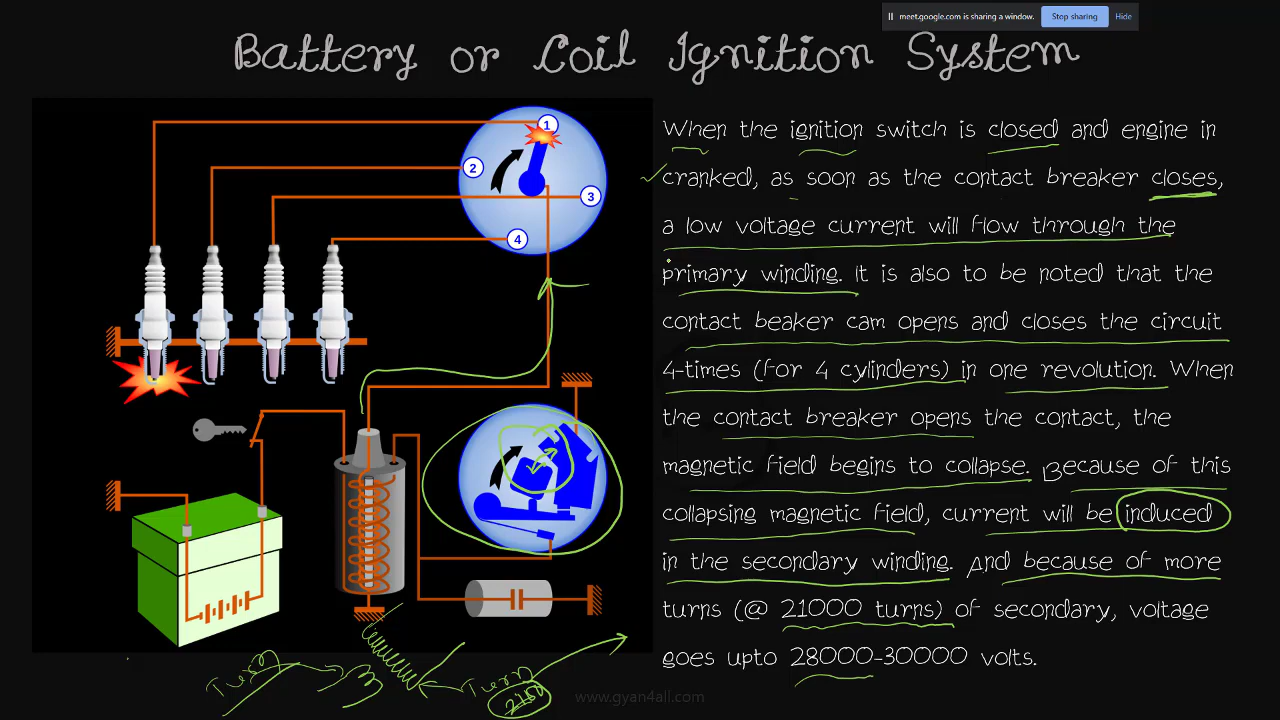 meet.google.com is sharing a window.
Stop sharing
Hide
Battery or Coil Ignition System
When the ignition switch is closed and engine in
cranked, as soon as the contact breaker closes,
a low voltage current will flow through the
primary winding. It is also to be noted that the
contact beaker cam opens and closes the circuit
4-times (for 4 cylinders) in one revolution. When
the contact breaker opens the contact, the
magnetic field begins to collapse. Because of this
collapsing magnetic field, current will be induced
in the secondary winding. And because of more
turns (@ 21000 turns) of secondary, voltage
goes upto 28000-30000 volts.
1
2
3
4
www.gyan4all.com